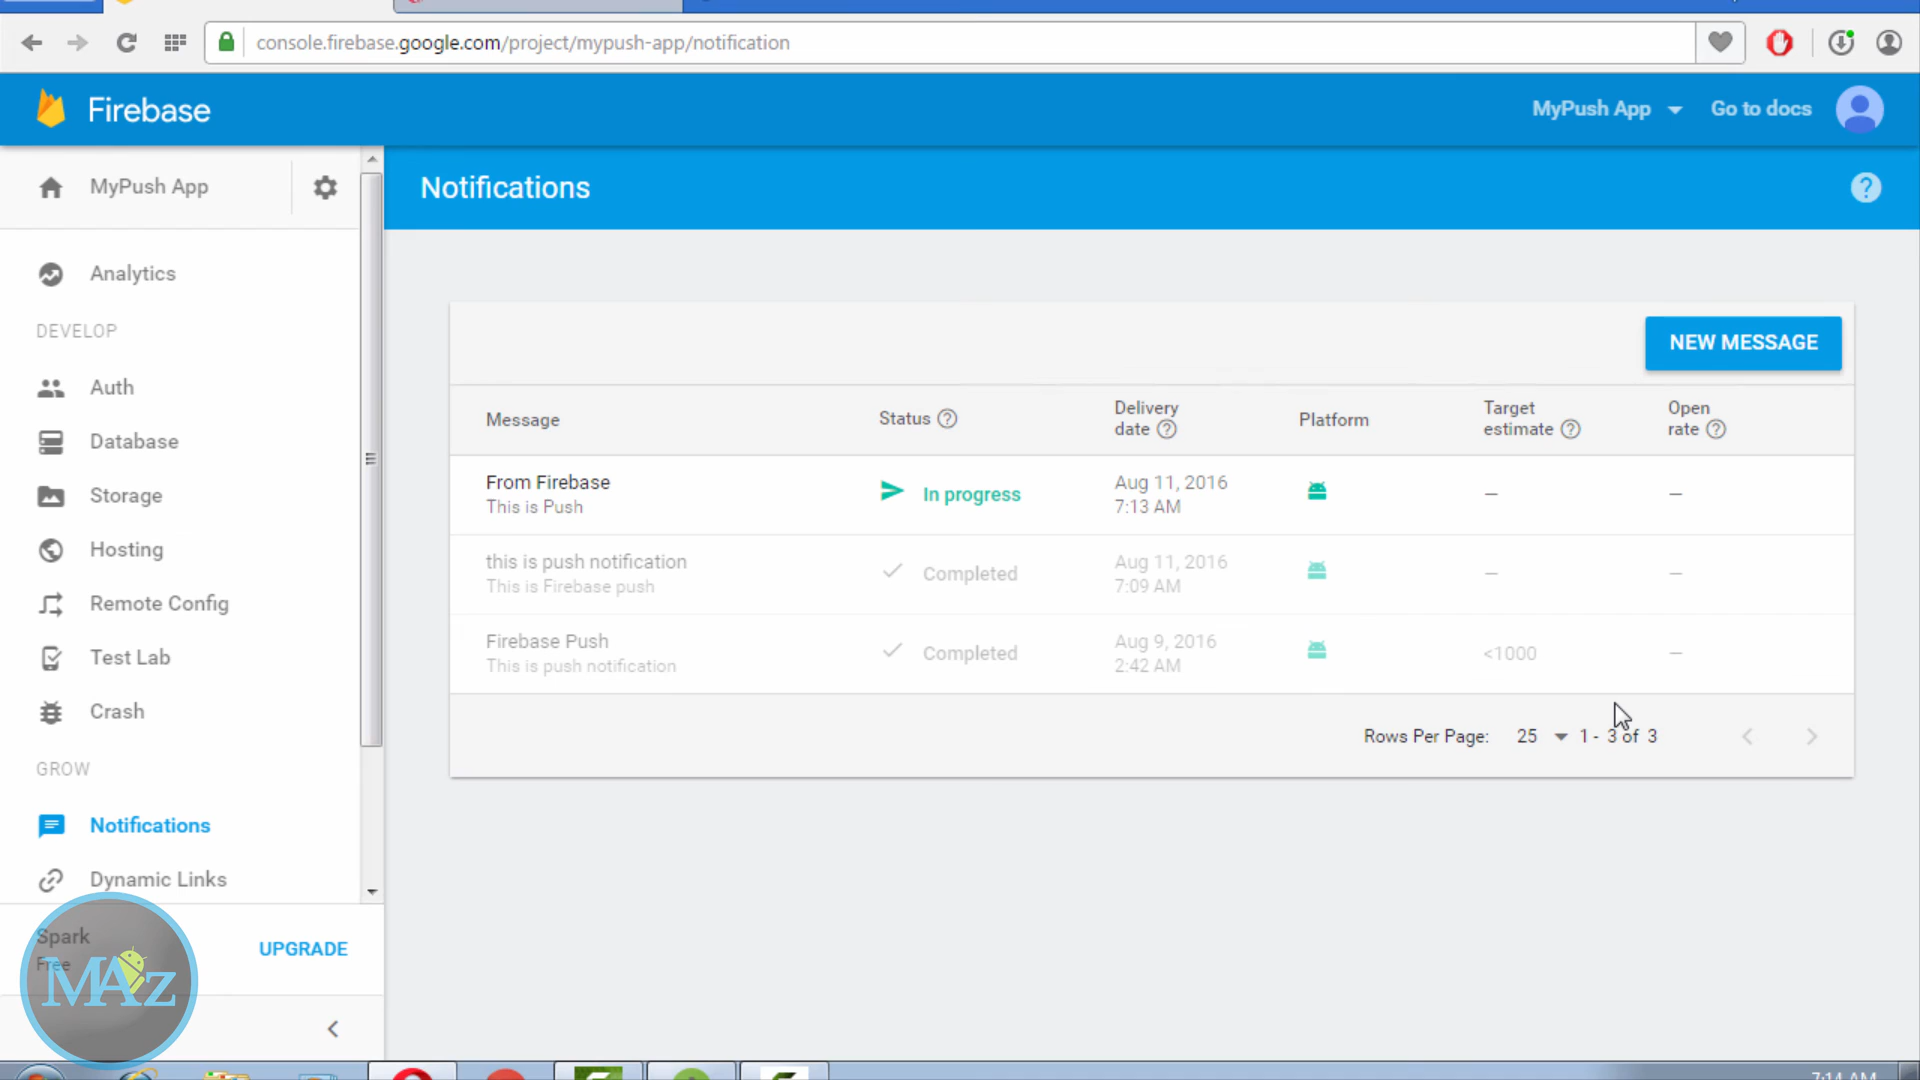 console.firebase.google.com/project/mypush-app/notification
Firebase
MyPush App
Go to docs
MyPush App
Notifications
Analytics
DEVELOP
Auth
Database
Storage
Hosting
Remote Config
Test Lab
Crash
GROW
Notifications
Dynamic Links
Spark
Free
UPGRADE
MAz
NEW MESSAGE
Message
Status
Delivery
date
Platform
Target
estimate
Open
rate
From Firebase
This is Push
In progress
Aug 11, 2016
7:13 AM
—
—
this is push notification
This is Firebase push
Completed
Aug 11, 2016
7:09 AM
—
—
Firebase Push
This is push notification
Completed
Aug 9, 2016
2:42 AM
<1000
—
Rows Per Page: 25 1 - 3 of 3
7:14 AM